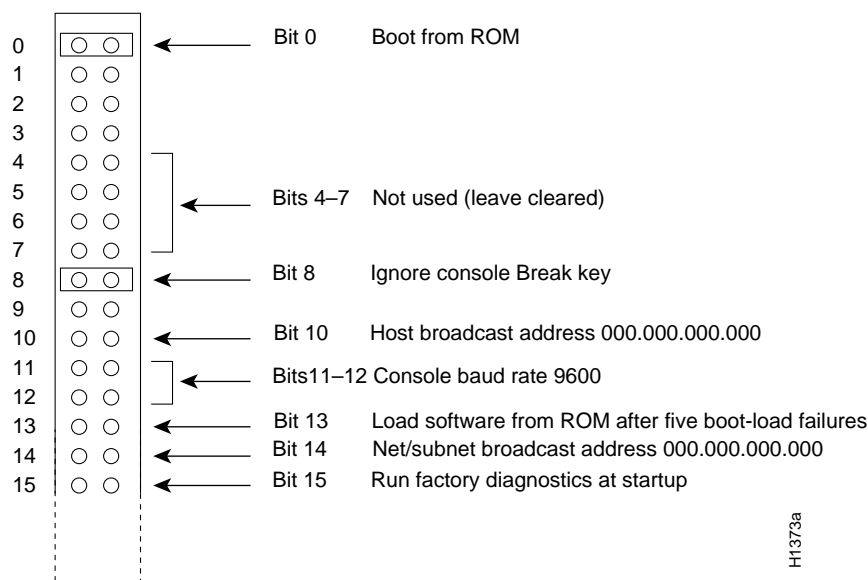 0 Bit 0 Boot from ROM
1
2
3
4
5 Bits 4–7 Not used (leave cleared)
6
7
8 Bit 8 Ignore console Break key
9
10 Bit 10 Host broadcast address 000.000.000.000
11 Bits11–12 Console baud rate 9600
12
13 Bit 13 Load software from ROM after five boot-load failures
14 Bit 14 Net/subnet broadcast address 000.000.000.000
15 Bit 15 Run factory diagnostics at startup
H1373a